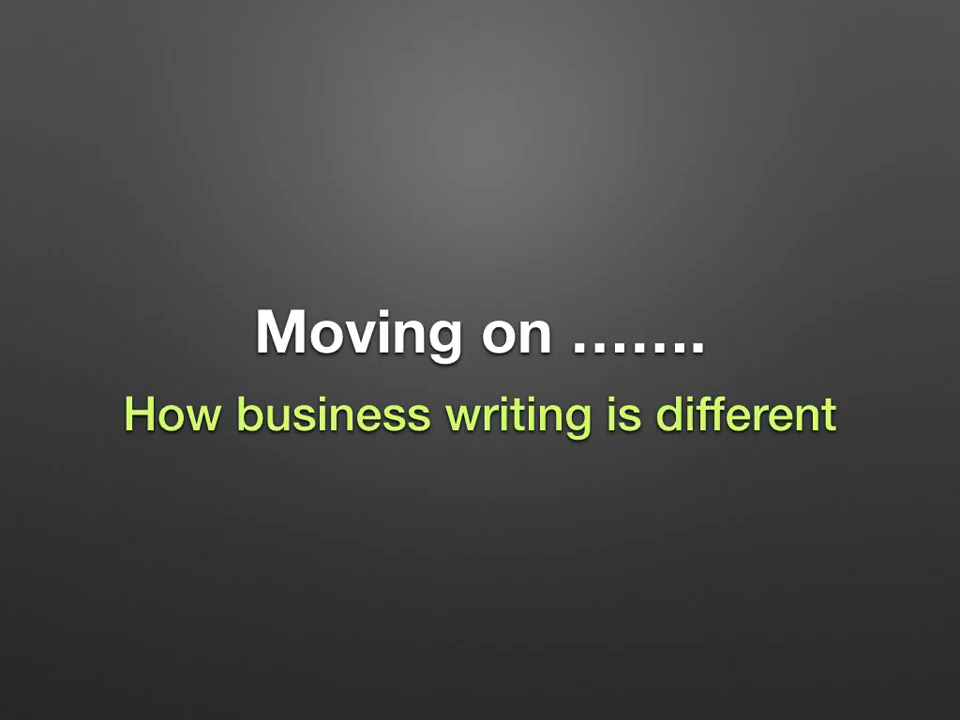 Moving on .......
How business writing is different